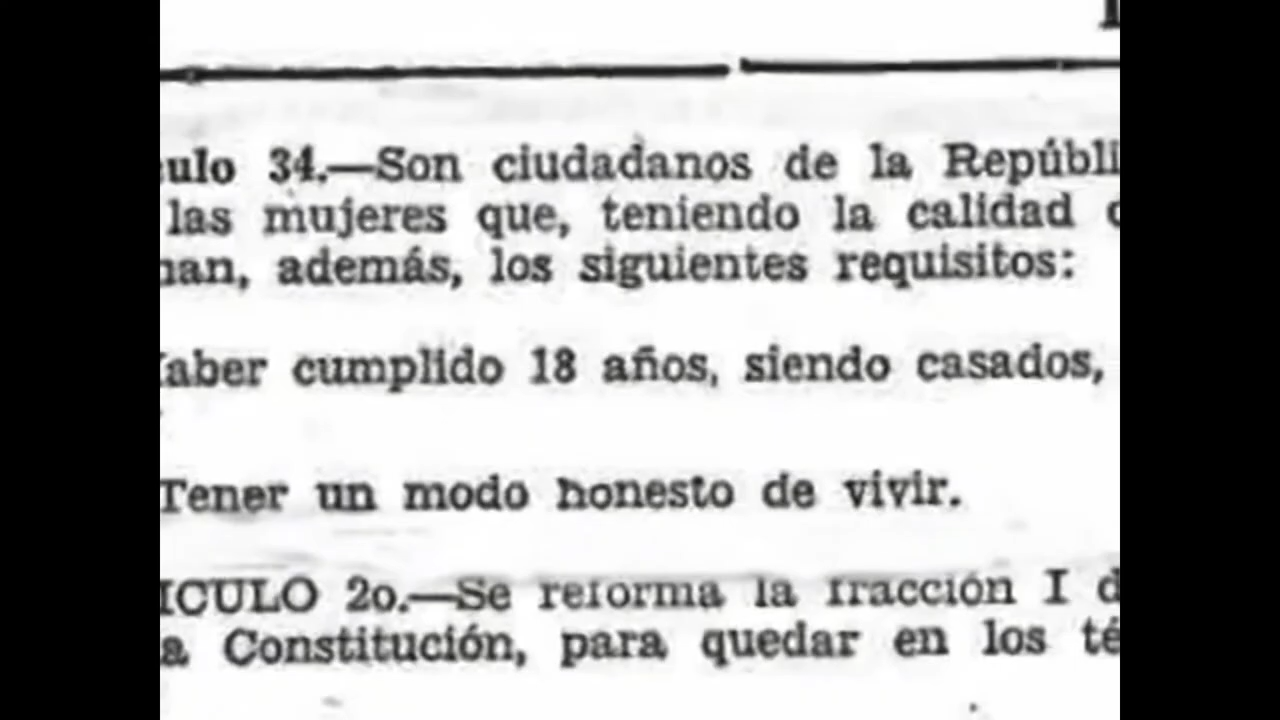 ulo 34.—Son ciudadanos de la Repúbli
las mujeres que, teniendo la calidad
nan, además, los siguientes requisitos:
aber cumplido 18 años, siendo casados,
Tener un modo honesto de vivir.
ICULO 2o.—Se reforma la fracción I d
a Constitución, para quedar en los té